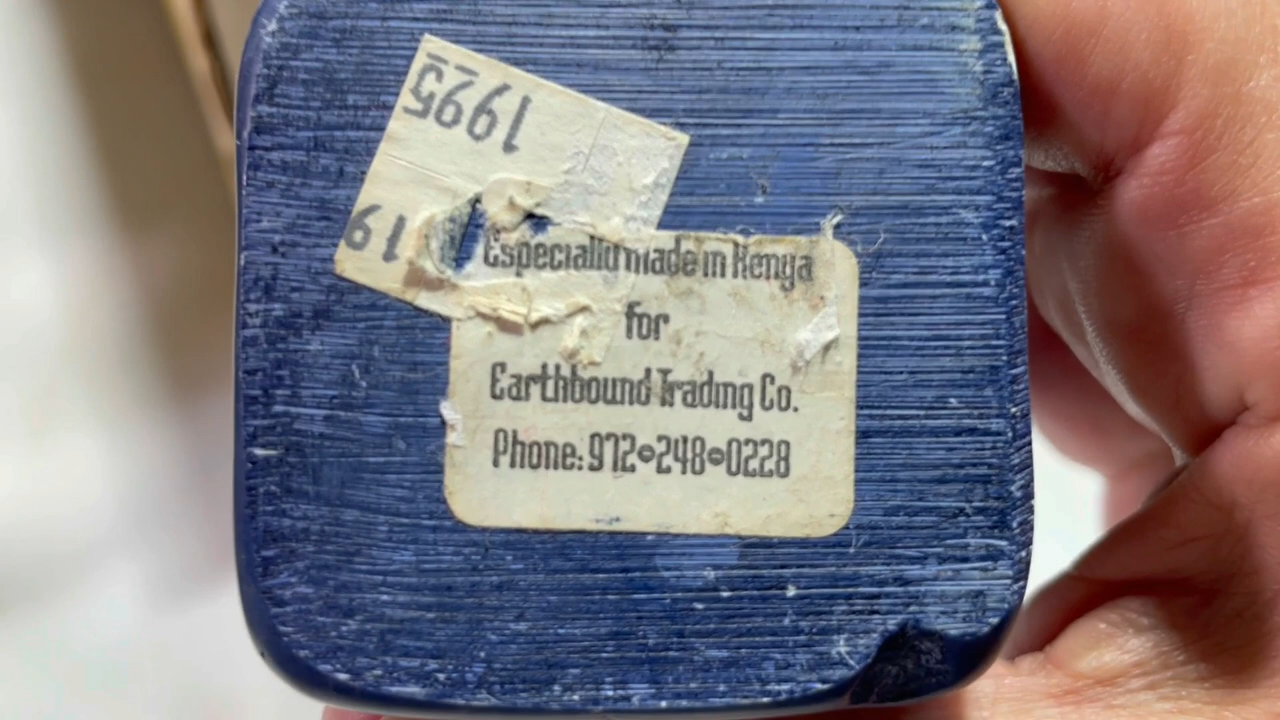 1995
19
Especially made in Kenya
for
Earthbound Trading Co.
Phone: 972•248•0228